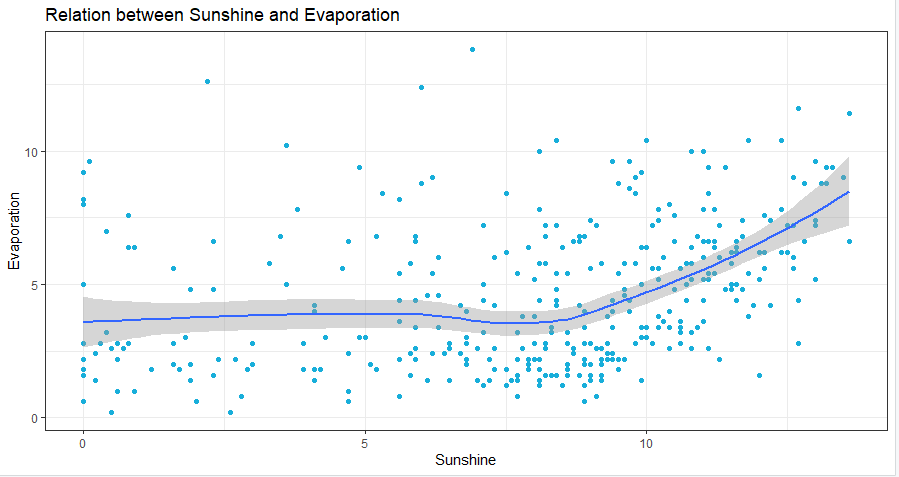 Relation between Sunshine and Evaporation
Evaporation
10
5
0
0 5 10
Sunshine